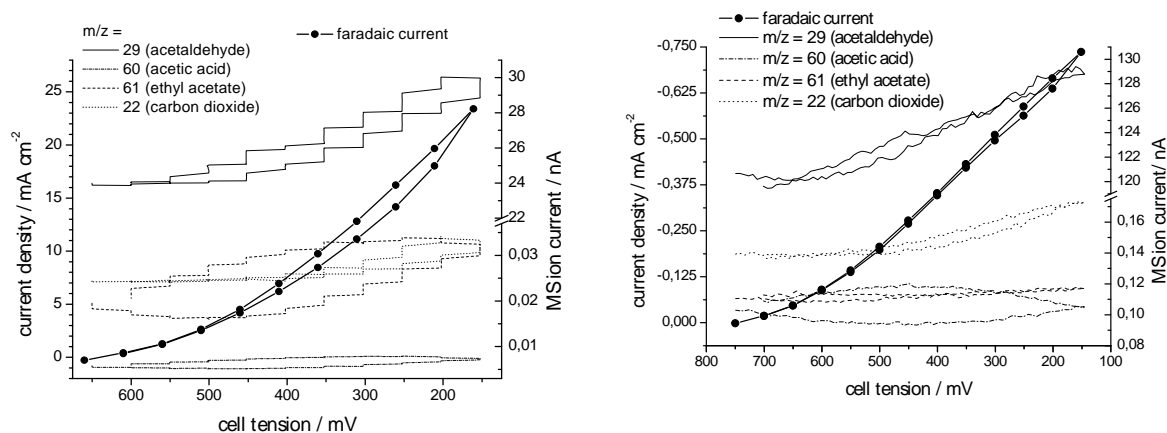 m/z =
29 (acetaldehyde)
60 (acetic acid)
61 (ethyl acetate)
22 (carbon dioxide)
faradaic current
25
20
15
10
5
0
current density / mA cm-2
600
500
400
300
200
cell tension / mV
30
28
26
24
22
0,03
0,02
0,01
MSion current/ nA
faradaic current
m/z = 29 (acetaldehyde)
m/z = 60 (acetic acid)
m/z = 61 (ethyl acetate)
m/z = 22 (carbon dioxide)
-0,750
-0,625
-0,500
-0,375
-0,250
-0,125
0,000
current density / mA cm-2
800
700
600
500
400
300
200
100
cell tension / mV
130
128
126
124
122
120
0,16
0,14
0,12
0,10
0,08
MSion current/ nA